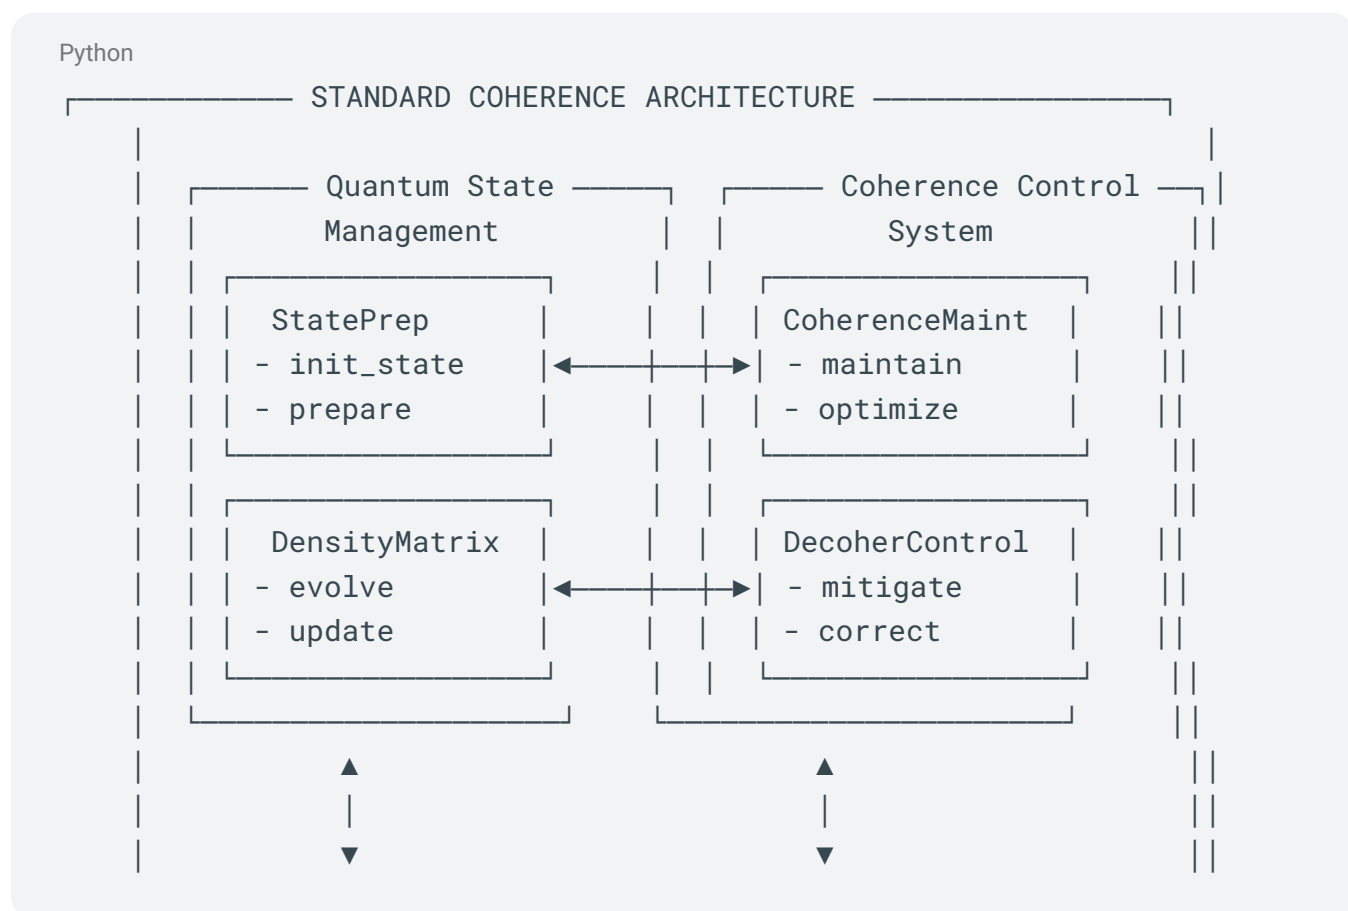 Python
STANDARD COHERENCE ARCHITECTURE
Quantum State Coherence Control
Management System
StatePrep CoherenceMaint
- init_state - maintain
- prepare - optimize
DensityMatrix DecoherControl
- evolve - mitigate
- update - correct